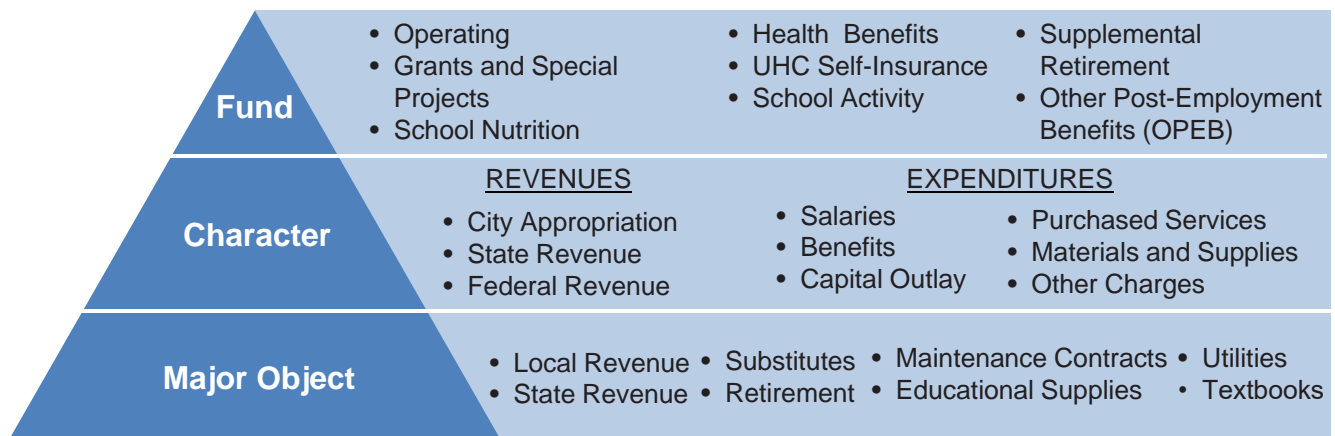 Fund
• Operating
• Grants and Special
Projects
• School Nutrition
• Health Benefits
• UHC Self-Insurance
• School Activity
• Supplemental
Retirement
• Other Post-Employment
Benefits (OPEB)
Character
REVENUES
• City Appropriation
• State Revenue
• Federal Revenue
EXPENDITURES
• Salaries
• Benefits
• Capital Outlay
• Purchased Services
• Materials and Supplies
• Other Charges
Major Object
• Local Revenue
• State Revenue
• Substitutes
• Retirement
• Maintenance Contracts
• Educational Supplies
• Utilities
• Textbooks